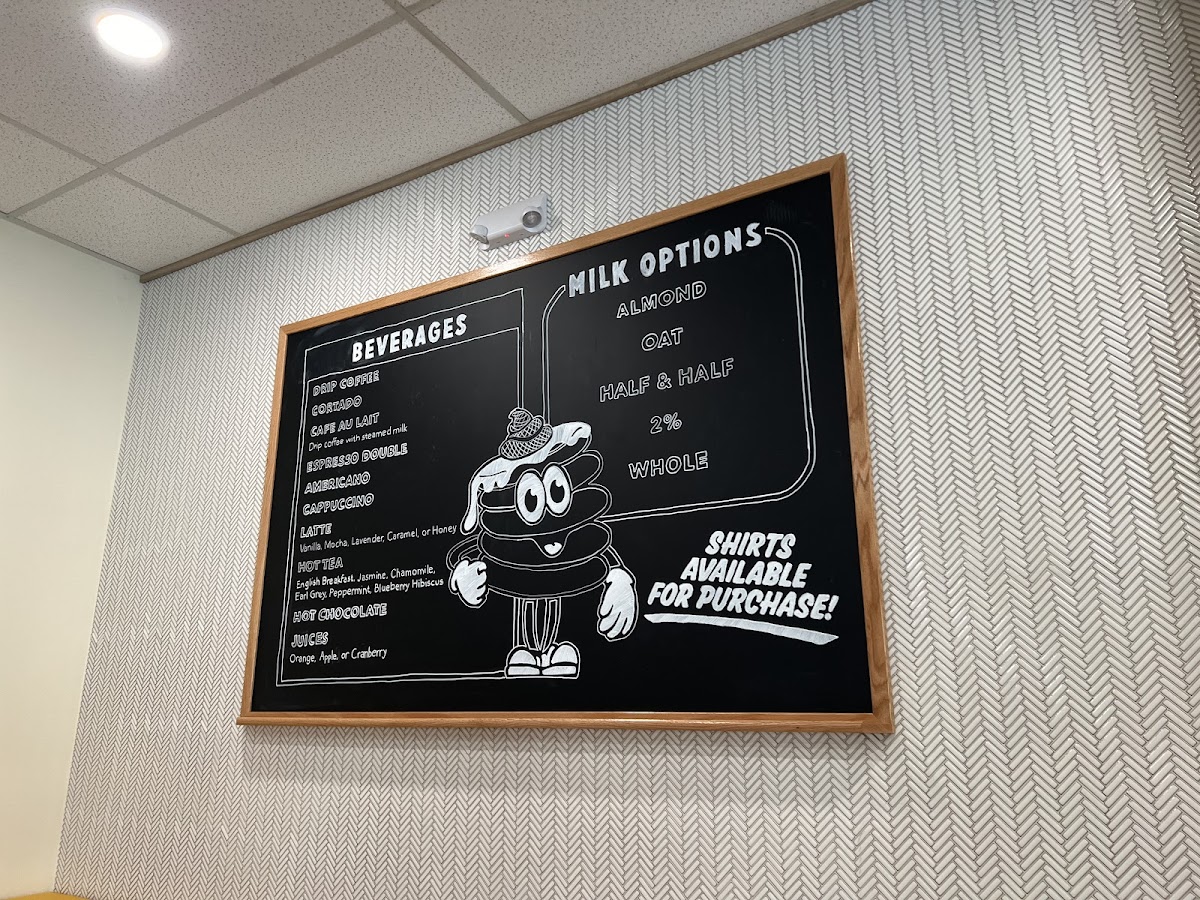 BEVERAGES
DRIP COFFEE
CORTADO
CAFE AU LAIT
Drip coffee with steamed milk
ESPRESSO DOUBLE
AMERICANO
CAPPUCCINO
LATTE
Vanilla, Mocha, Lavender, Caramel, or Honey
HOT TEA
English Breakfast, Jasmine, Chamomile,
Earl Grey, Peppermint, Blueberry Hibiscus
HOT CHOCOLATE
JUICES
Orange, Apple, or Cranberry
MILK OPTIONS
ALMOND
OAT
HALF & HALF
2%
WHOLE
SHIRTS
AVAILABLE
FOR PURCHASE!